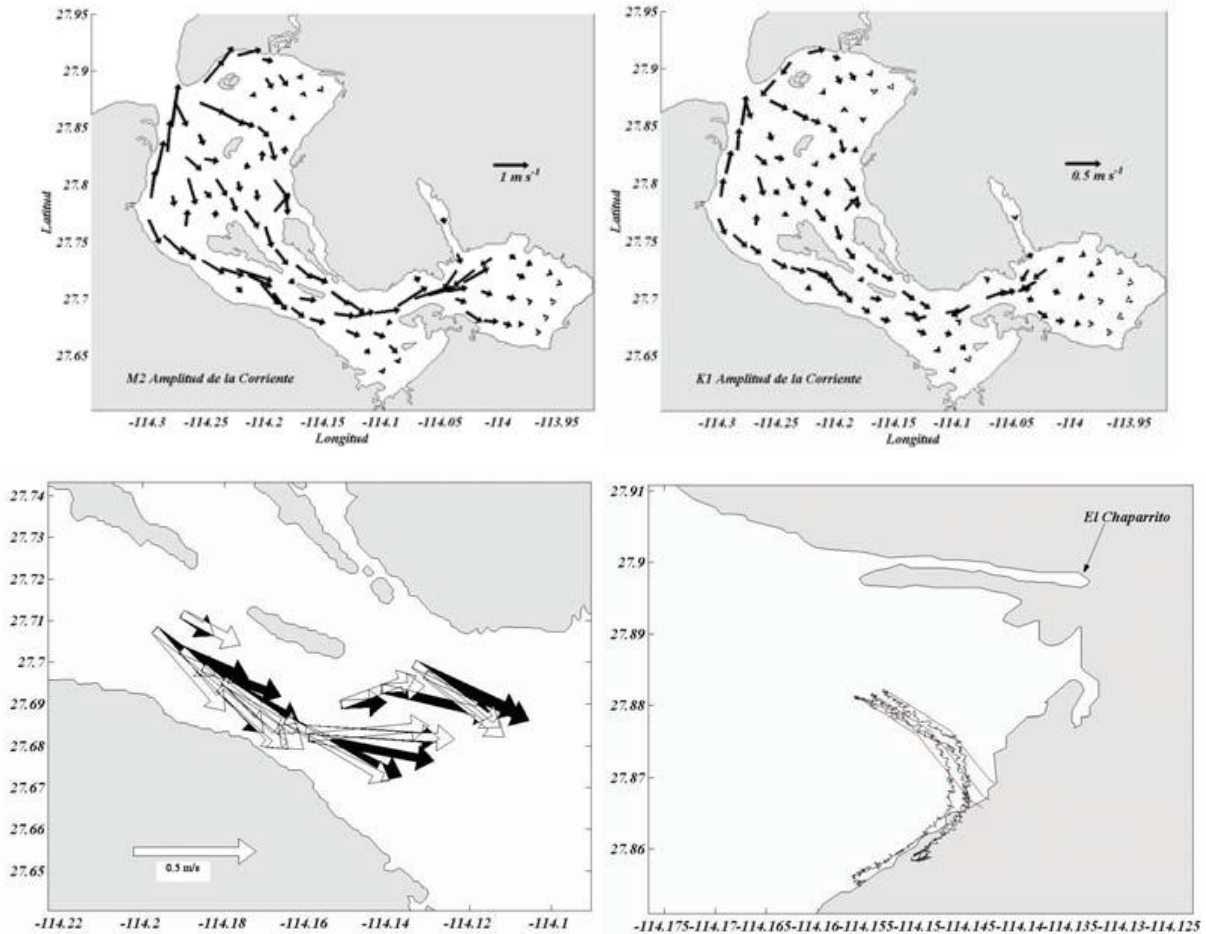 27.95
27.9
27.85
27.8
27.75
27.7
27.65
Latitud
1 m s⁻¹
M2 Amplitud de la Corriente
-114.3 -114.25 -114.2 -114.15 -114.1 -114.05 -114 -113.95
Longitud
27.95
27.9
27.85
27.8
27.75
27.7
27.65
Latitud
0.5 m s⁻¹
K1 Amplitud de la Corriente
-114.3 -114.25 -114.2 -114.15 -114.1 -114.05 -114 -113.95
Longitud
27.74
27.73
27.72
27.71
27.7
27.69
27.68
27.67
27.66
27.65
0.5 m/s
-114.22 -114.2 -114.18 -114.16 -114.14 -114.12 -114.1
27.91
El Chaparrito
27.9
27.89
27.88
27.87
27.86
-114.175-114.17-114.165-114.16-114.155-114.15-114.145-114.14-114.135-114.13-114.125